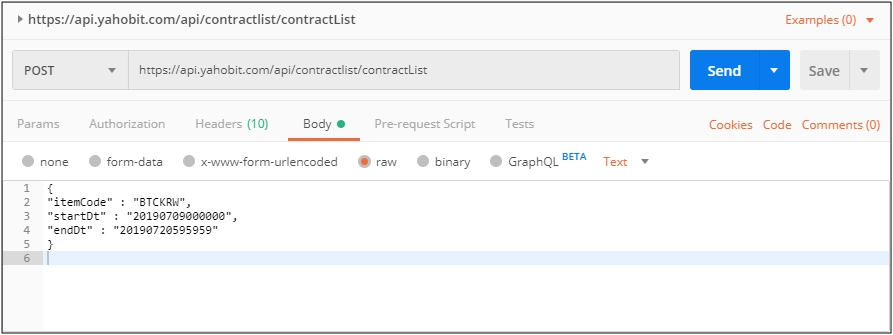 https://api.yahobit.com/api/contractlist/contractList Examples (0)
POST https://api.yahobit.com/api/contractlist/contractList Send Save
Params Authorization Headers (10) Body Pre-request Script Tests Cookies Code Comments (0)
none form-data x-www-form-urlencoded raw binary GraphQL BETA Text
1 {
2 "itemCode" : "BTCKRW",
3 "startDt" : "20190709000000",
4 "endDt" : "20190720595959"
5 }
6